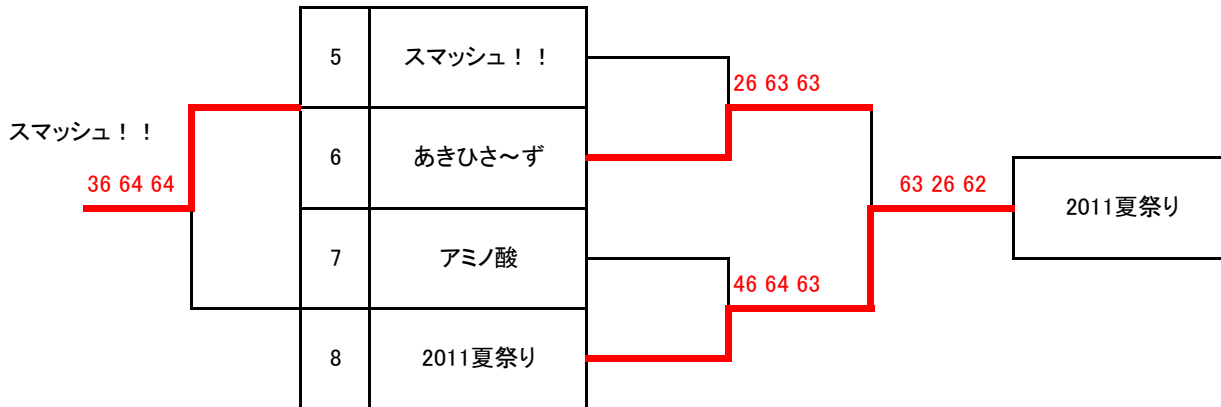 5 スマッシュ！！
26 63 63
スマッシュ！！
6 あきひさ～ず
36 64 64
63 26 62
2011夏祭り
7 アミノ酸
46 64 63
8 2011夏祭り